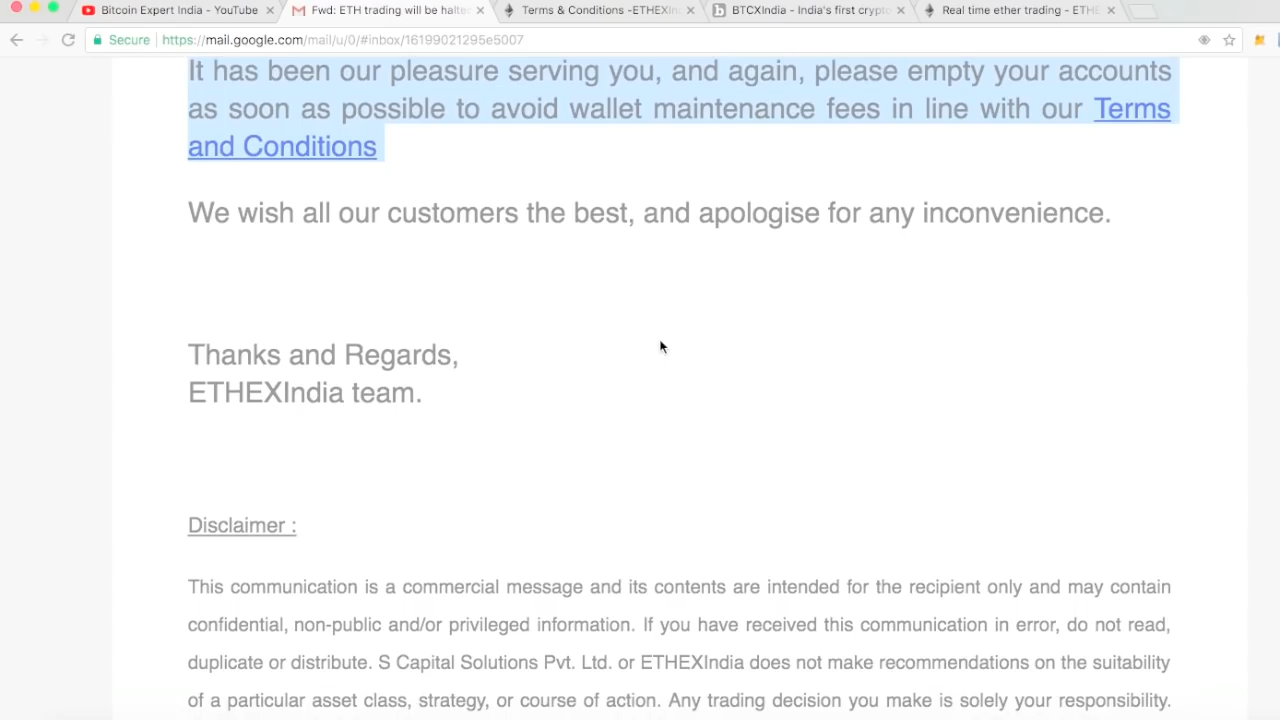 Bitcoin Expert India - YouTube
Fwd: ETH trading will be halte
Terms & Conditions -ETHEXIn
BTCXIndia - India's first crypto
Real time ether trading - ETHE
Secure https://mail.google.com/mail/u/0/#inbox/16199021295e5007
It has been our pleasure serving you, and again, please empty your accounts
as soon as possible to avoid wallet maintenance fees in line with our Terms
and Conditions
We wish all our customers the best, and apologise for any inconvenience.
Thanks and Regards,
ETHEXIndia team.
Disclaimer :
This communication is a commercial message and its contents are intended for the recipient only and may contain
confidential, non-public and/or privileged information. If you have received this communication in error, do not read,
duplicate or distribute. S Capital Solutions Pvt. Ltd. or ETHEXIndia does not make recommendations on the suitability
of a particular asset class, strategy, or course of action. Any trading decision you make is solely your responsibility.